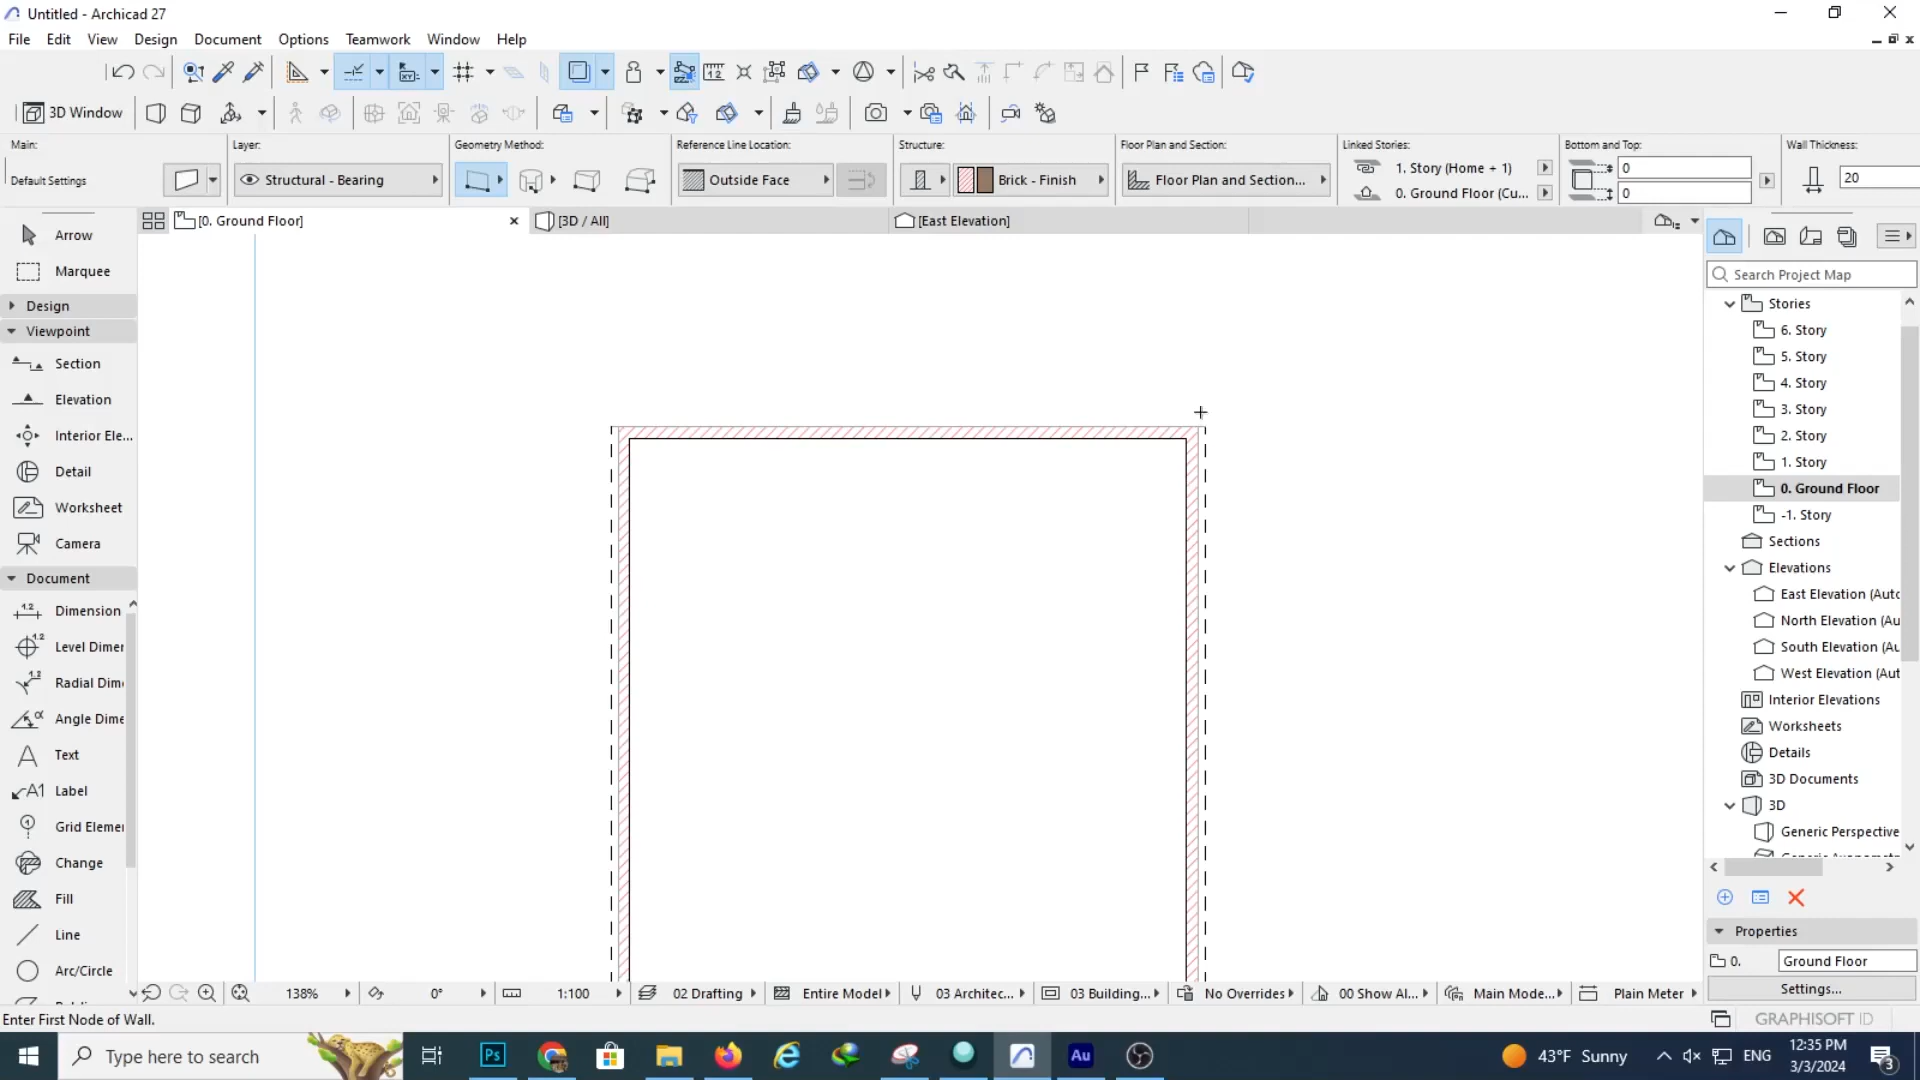 Untitled - Archicad 27
File Edit View Design Document Options Teamwork Window Help
3D Window
Main: Layer: Geometry Method: Reference Line Location: Structure: Floor Plan and Section: Linked Stories: Bottom and Top: Wall Thickness:
1. Story (Home + 1) 0
Default Settings Structural - Bearing Outside Face Brick - Finish Floor Plan and Section... 20
0. Ground Floor (Cu... 0
[0. Ground Floor] [3D / All] [East Elevation]
Arrow
Marquee
Design
Viewpoint
Section
Elevation
Interior Ele...
Detail
Worksheet
Camera
Document
Dimension
Level Dimer
Radial Dim
Angle Dime
Text
Label
Grid Elemer
Change
Fill
Line
Arc/Circle
Search Project Map
Stories
6. Story
5. Story
4. Story
3. Story
2. Story
1. Story
0. Ground Floor
-1. Story
Sections
Elevations
East Elevation (Autc
North Elevation (Au
South Elevation (Au
West Elevation (Aut
Interior Elevations
Worksheets
Details
3D Documents
3D
Generic Perspective
Properties
0. Ground Floor
Settings...
138% 0° 1:100 02 Drafting Entire Model 03 Architec... 03 Building... No Overrides 00 Show Al... Main Mode... Plain Meter
Enter First Node of Wall.
GRAPHISOFT ID
Type here to search
43°F Sunny
ENG
12:35 PM
3/3/2024
3